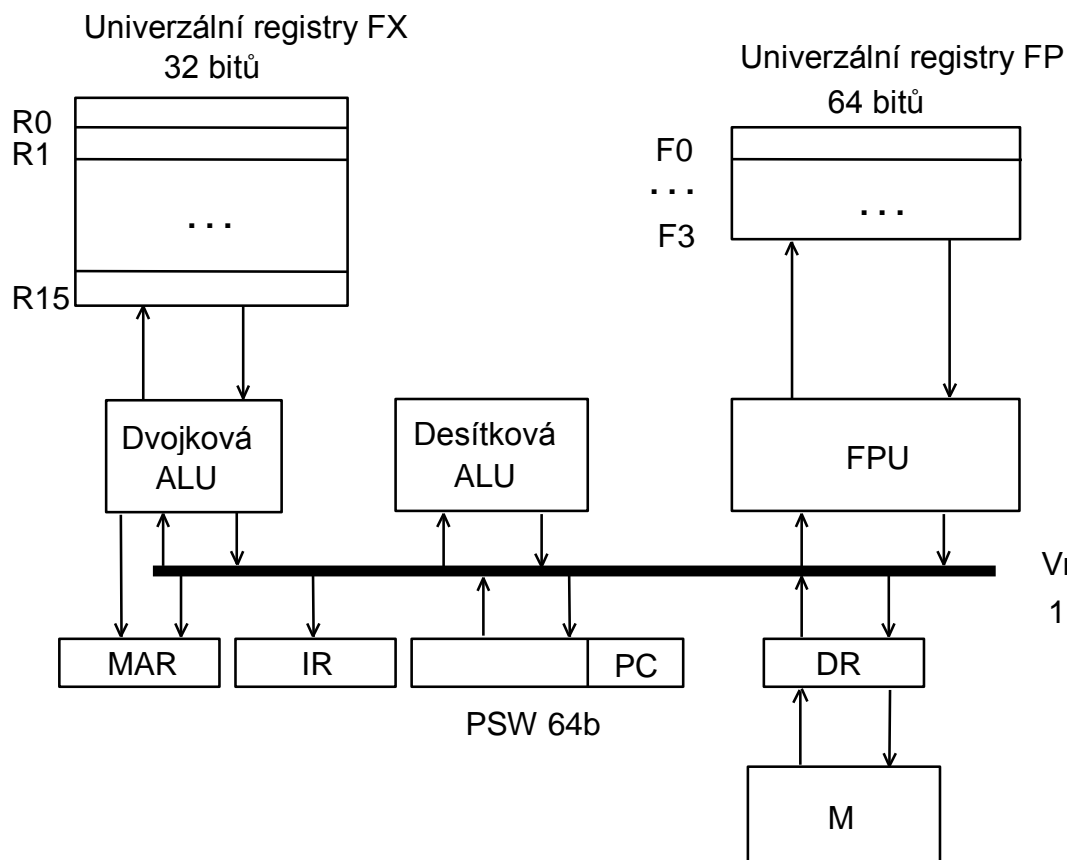 Univerzální registry FX
32 bitů
Univerzální registry FP
64 bitů
R0
R1
. . .
R15
F0
. . .
F3
. . .
Dvojková
ALU
Desítková
ALU
FPU
1
MAR
IR
PC
DR
PSW 64b
M